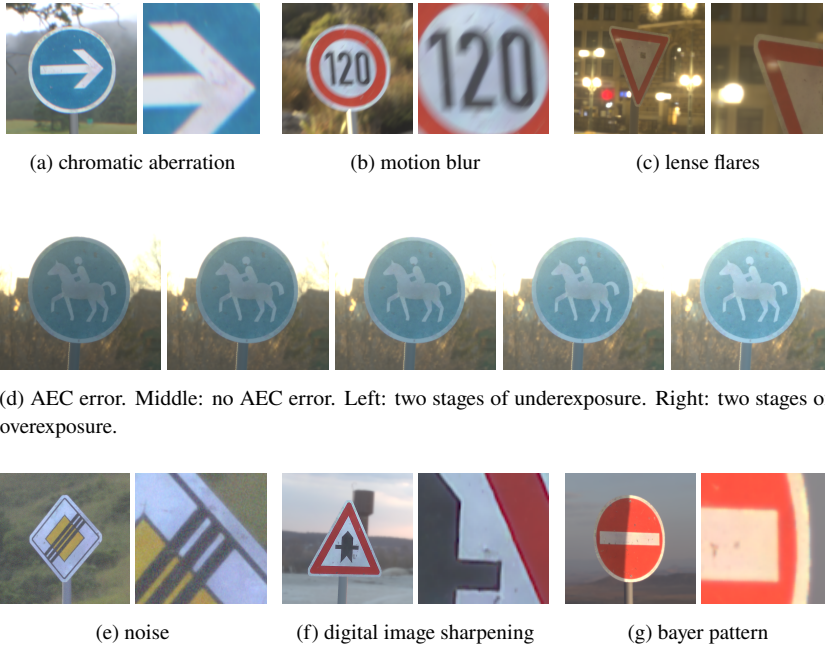 120
120
(a) chromatic aberration
(b) motion blur
(c) lense flares
(d) AEC error. Middle: no AEC error. Left: two stages of underexposure. Right: two stages o
overexposure.
(e) noise
(f) digital image sharpening
(g) bayer pattern